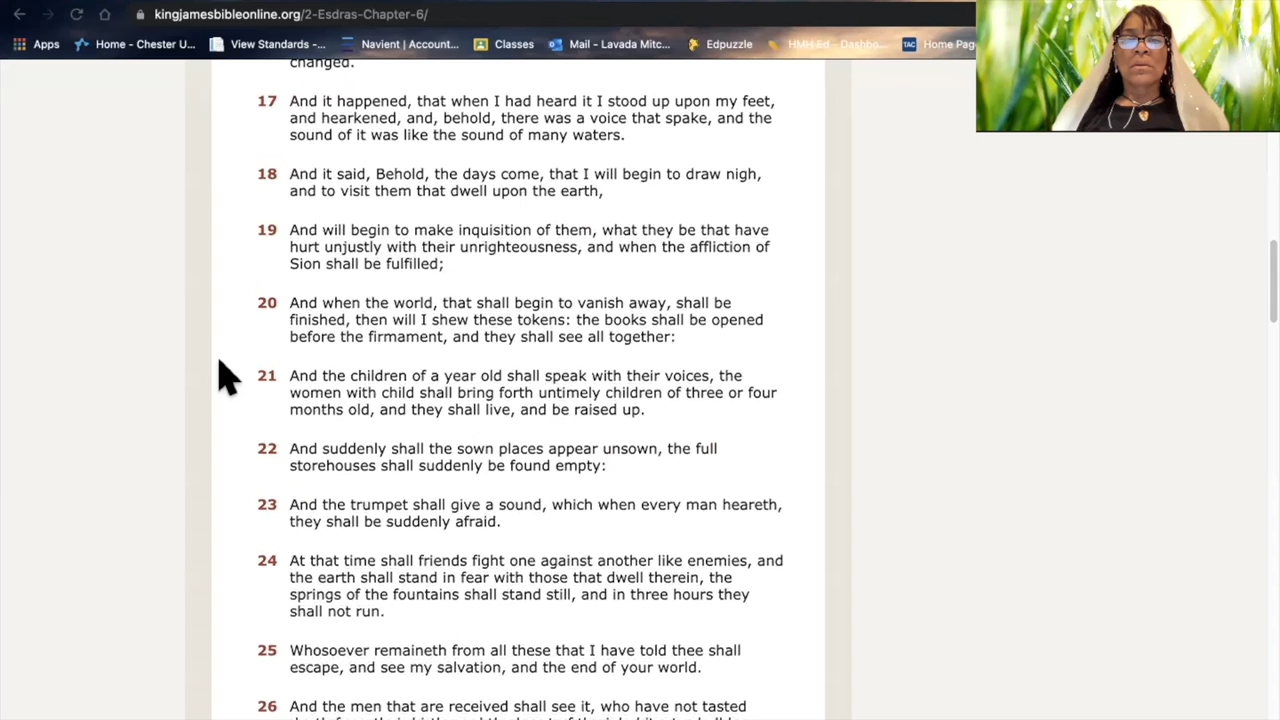 kingjamesbibleonline.org/2-Esdras-Chapter-6/
Apps Home - Chester U... View Standards -... Navient | Account... Classes Mail - Lavada Mitc... Edpuzzle HMH Ed - Dashbo... TAC Home Pag
changed.
17 And it happened, that when I had heard it I stood up upon my feet,
and hearkened, and, behold, there was a voice that spake, and the
sound of it was like the sound of many waters.
18 And it said, Behold, the days come, that I will begin to draw nigh,
and to visit them that dwell upon the earth,
19 And will begin to make inquisition of them, what they be that have
hurt unjustly with their unrighteousness, and when the affliction of
Sion shall be fulfilled;
20 And when the world, that shall begin to vanish away, shall be
finished, then will I shew these tokens: the books shall be opened
before the firmament, and they shall see all together:
21 And the children of a year old shall speak with their voices, the
women with child shall bring forth untimely children of three or four
months old, and they shall live, and be raised up.
22 And suddenly shall the sown places appear unsown, the full
storehouses shall suddenly be found empty:
23 And the trumpet shall give a sound, which when every man heareth,
they shall be suddenly afraid.
24 At that time shall friends fight one against another like enemies, and
the earth shall stand in fear with those that dwell therein, the
springs of the fountains shall stand still, and in three hours they
shall not run.
25 Whosoever remaineth from all these that I have told thee shall
escape, and see my salvation, and the end of your world.
26 And the men that are received shall see it, who have not tasted